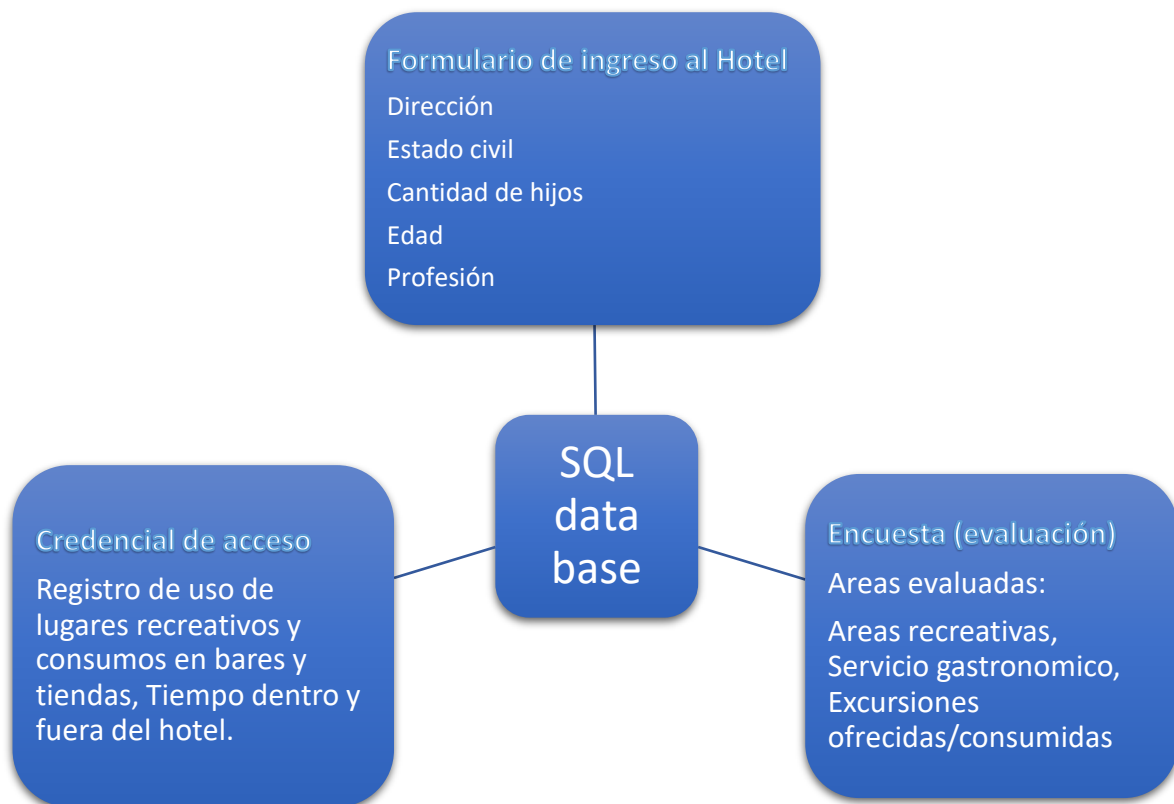 Formulario de ingreso al Hotel
Dirección
Estado civil
Cantidad de hijos
Edad
Profesión
SQL
data
base
Credencial de acceso
Registro de uso de
lugares recreativos y
consumos en bares y
tiendas, Tiempo dentro y
fuera del hotel.
Encuesta (evaluación)
Areas evaluadas:
Areas recreativas,
Servicio gastronomico,
Excursiones
ofrecidas/consumidas